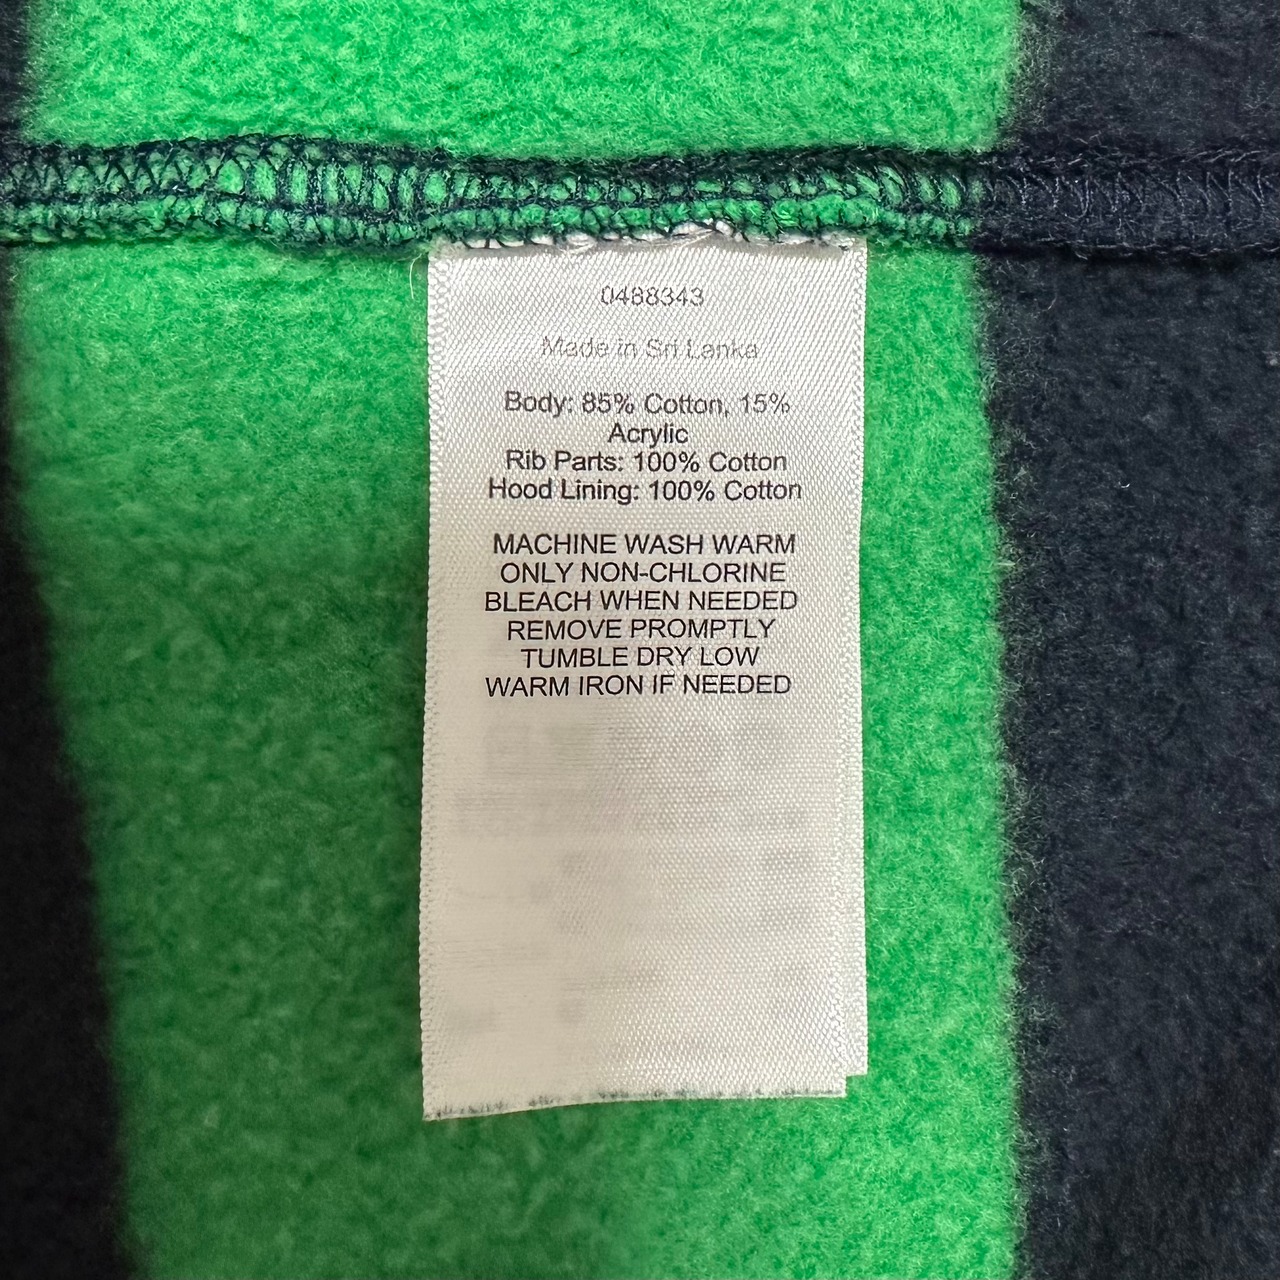 0488343
Made in Sri Lanka
Body: 85% Cotton, 15%
Acrylic
Rib Parts: 100% Cotton
Hood Lining: 100% Cotton
MACHINE WASH WARM
ONLY NON-CHLORINE
BLEACH WHEN NEEDED
REMOVE PROMPTLY
TUMBLE DRY LOW
WARM IRON IF NEEDED